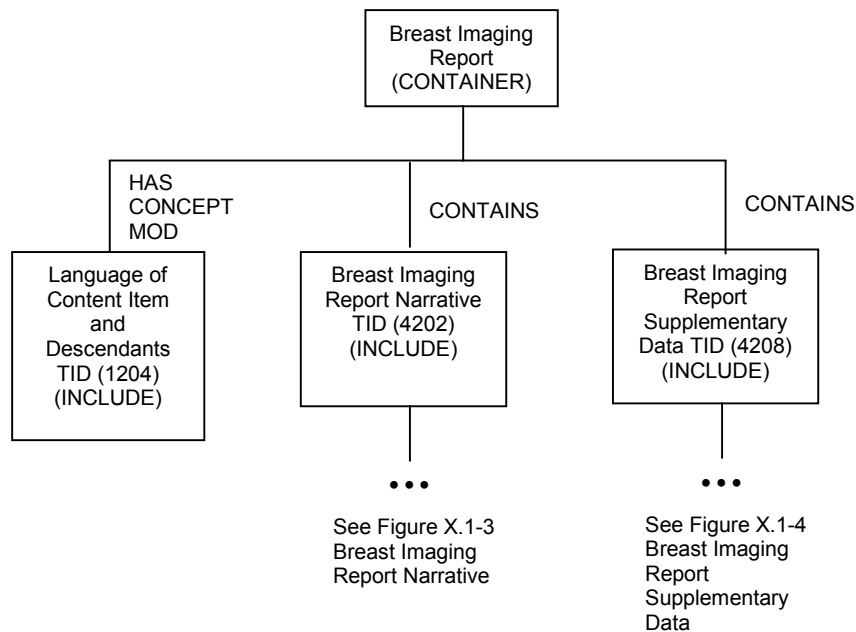 Breast Imaging
Report
(CONTAINER)
HAS
CONCEPT
MOD
CONTAINS
CONTAINS
Language of
Content Item
and
Descendants
TID (1204)
(INCLUDE)
Breast Imaging
Report Narrative
TID (4202)
(INCLUDE)
Breast Imaging
Report
Supplementary
Data TID (4208)
(INCLUDE)
•••
•••
See Figure X.1-3
Breast Imaging
Report Narrative
See Figure X.1-4
Breast Imaging
Report
Supplementary
Data